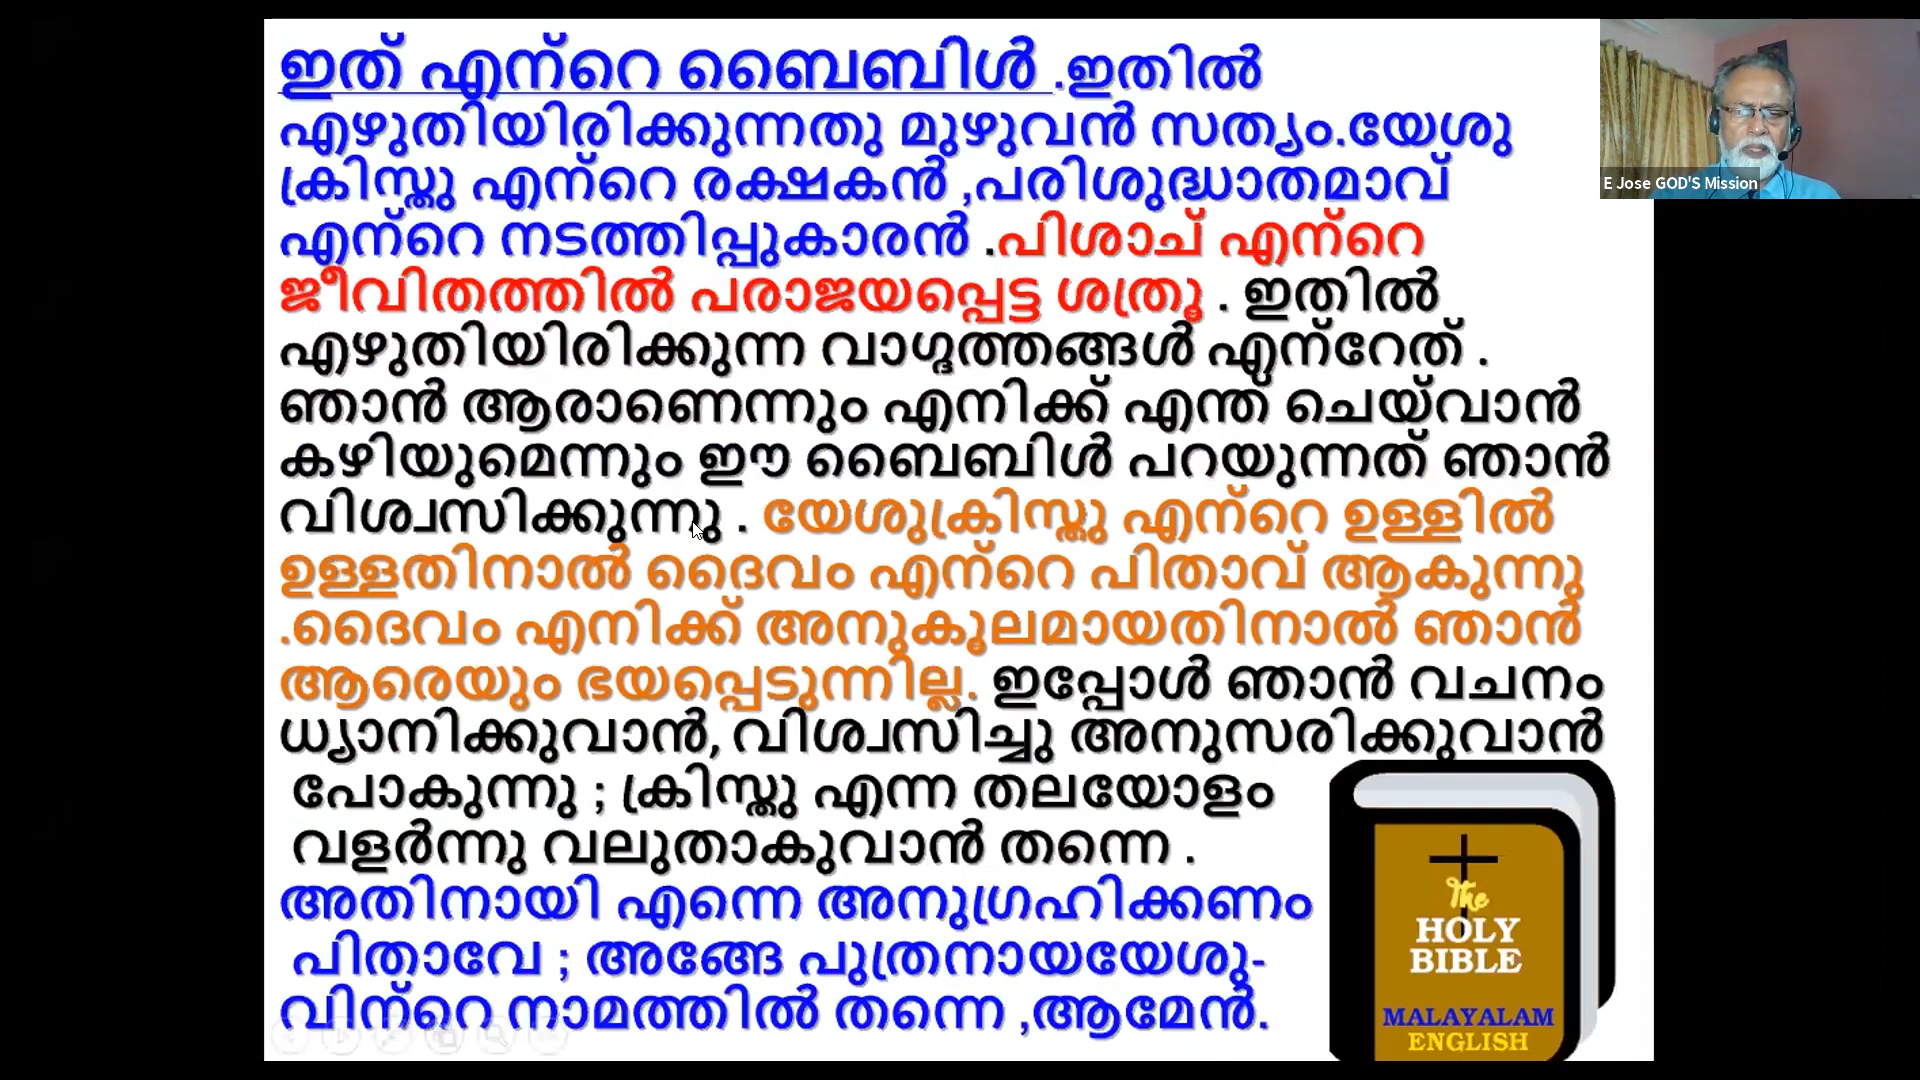 ഇത് എന്റെ ബൈബിൾ .ഇതിൽ
എഴുതിയിരിക്കുന്നതു മുഴുവൻ സത്യം.യേശു
ക്രിസ്തു എന്റെ രക്ഷകൻ ,പരിശുദ്ധാതമാവ്
എന്റെ നടത്തിപ്പുകാരൻ .പിശാച് എന്റെ
ജീവിതത്തിൽ പരാജയപ്പെട്ട ശത്രൂ . ഇതിൽ
എഴുതിയിരിക്കുന്ന വാഗ്ദത്തങ്ങൾ എന്റേത് .
ഞാൻ ആരാണെന്നും എനിക്ക് എന്ത് ചെയ്‌വാൻ
കഴിയുമെന്നും ഈ ബൈബിൾ പറയുന്നത് ഞാൻ
വിശ്വസിക്കുന്നു . യേശുക്രിസ്തു എന്റെ ഉള്ളിൽ
ഉള്ളതിനാൽ ദൈവം എന്റെ പിതാവ് ആകുന്നു
.ദൈവം എനിക്ക് അനുകൂലമായതിനാൽ ഞാൻ
ആരെയും ഭയപ്പെടുന്നില്ല. ഇപ്പോൾ ഞാൻ വചനം
ധ്യാനിക്കുവാൻ, വിശ്വസിച്ചു അനുസരിക്കുവാൻ
പോകുന്നു ; ക്രിസ്തു എന്ന തലയോളം
വളർന്നു വലുതാകുവാൻ തന്നെ .
അതിനായി എന്നെ അനുഗ്രഹിക്കണം
പിതാവേ ; അങ്ങേ പുത്രനായയേശു-
വിന്റെ നാമത്തിൽ തന്നെ ,ആമേൻ.
The
HOLY
BIBLE
MALAYALAM
ENGLISH
E Jose GOD'S Mission